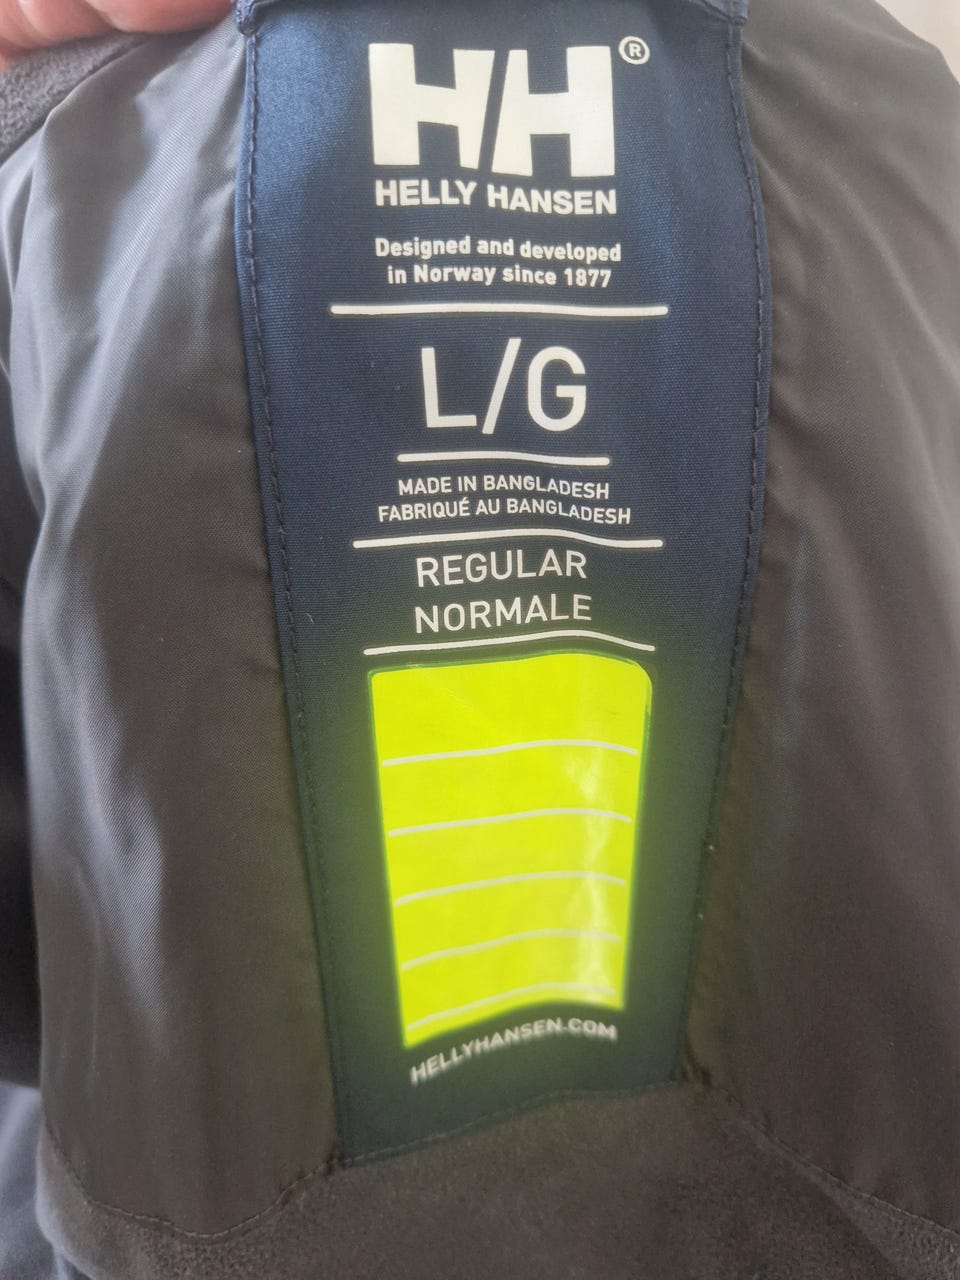 HH®
HELLY HANSEN
Designed and developed
in Norway since 1877
L/G
MADE IN BANGLADESH
FABRIQUÉ AU BANGLADESH
REGULAR
NORMALE
HELLYHANSEN.COM